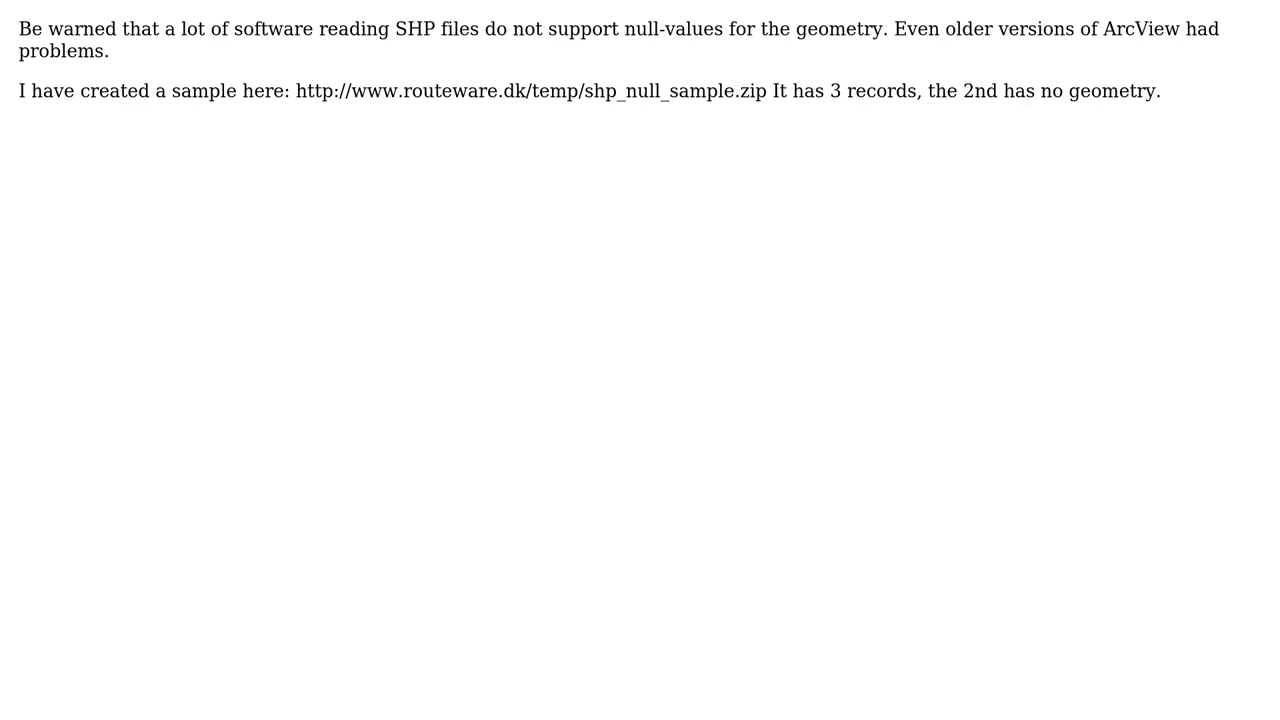 Be warned that a lot of software reading SHP files do not support null-values for the geometry. Even older versions of ArcView had
problems.
I have created a sample here: http://www.routeware.dk/temp/shp_null_sample.zip It has 3 records, the 2nd has no geometry.